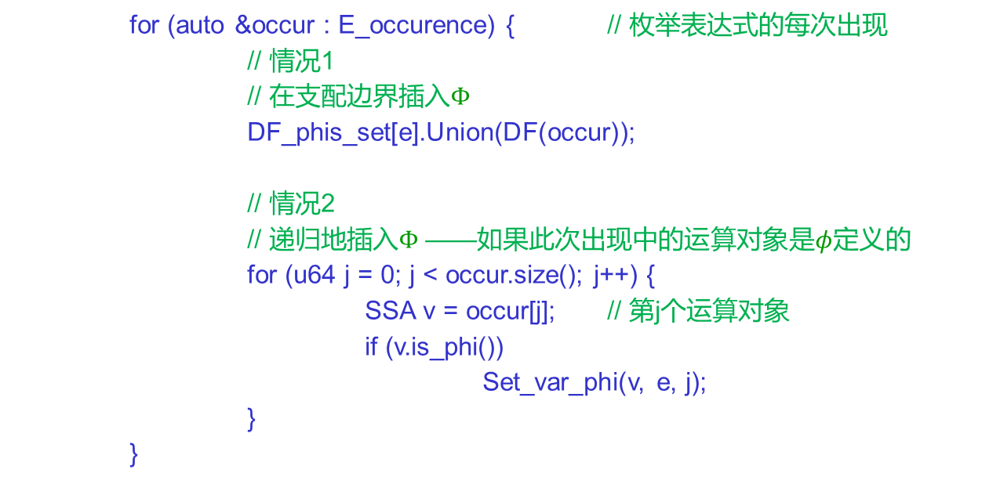 for (auto &occur : E_occurence) { // 枚举表达式的每次出现
// 情况1
// 在支配边界插入Φ
DF_phis_set[e].Union(DF(occur));
// 情况2
// 递归地插入Φ ——如果此次出现中的运算对象是ϕ定义的
for (u64 j = 0; j < occur.size(); j++) {
SSA v = occur[j]; // 第j个运算对象
if (v.is_phi())
Set_var_phi(v, e, j);
}
}